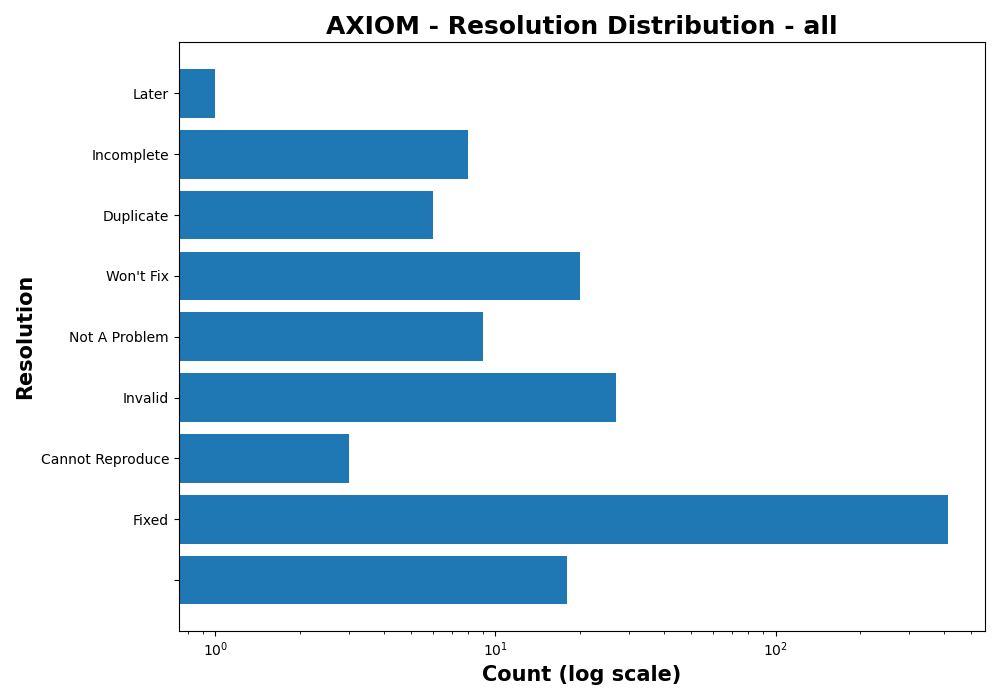 AXIOM - Resolution Distribution - all
Later
Incomplete
Duplicate
Won't Fix
Not A Problem
Invalid
Cannot Reproduce
Fixed
Resolution
10⁰
10¹
10²
Count (log scale)